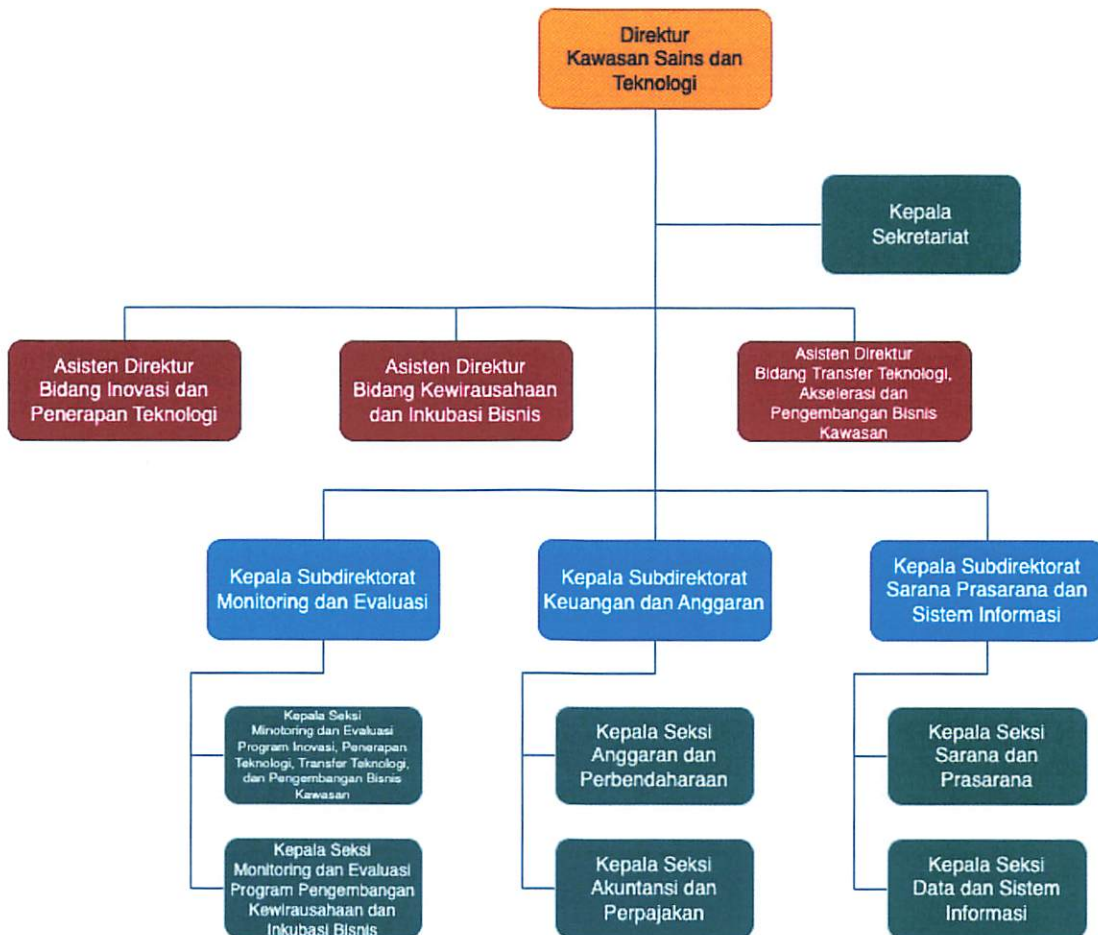 Direktur
Kawasan Sains dan
Teknologi
Kepala
Sekretariat
Asisten Direktur
Bidang Inovasi dan
Penerapan Teknologi
Asisten Direktur
Bidang Kewirausahaan
dan Inkubasi Bisnis
Asisten Direktur
Bidang Transfer Teknologi,
Akselerasi dan
Pengembangan Bisnis
Kawasan
Kepala Subdirektorat
Monitoring dan Evaluasi
Kepala Subdirektorat
Keuangan dan Anggaran
Kepala Subdirektorat
Sarana Prasarana dan
Sistem Informasi
Kepala Seksi
Minotoring dan Evaluasi
Program Inovasi, Penerapan
Teknologi, Transfer Teknologi,
dan Pengembangan Bisnis
Kawasan
Kepala Seksi
Anggaran dan
Perbendaharaan
Kepala Seksi
Sarana dan
Prasarana
Kepala Seksi
Monitoring dan Evaluasi
Program Pengembangan
Kewirausahaan dan
Inkubasi Bisnis
Kepala Seksi
Akuntansi dan
Perpajakan
Kepala Seksi
Data dan Sistem
Informasi